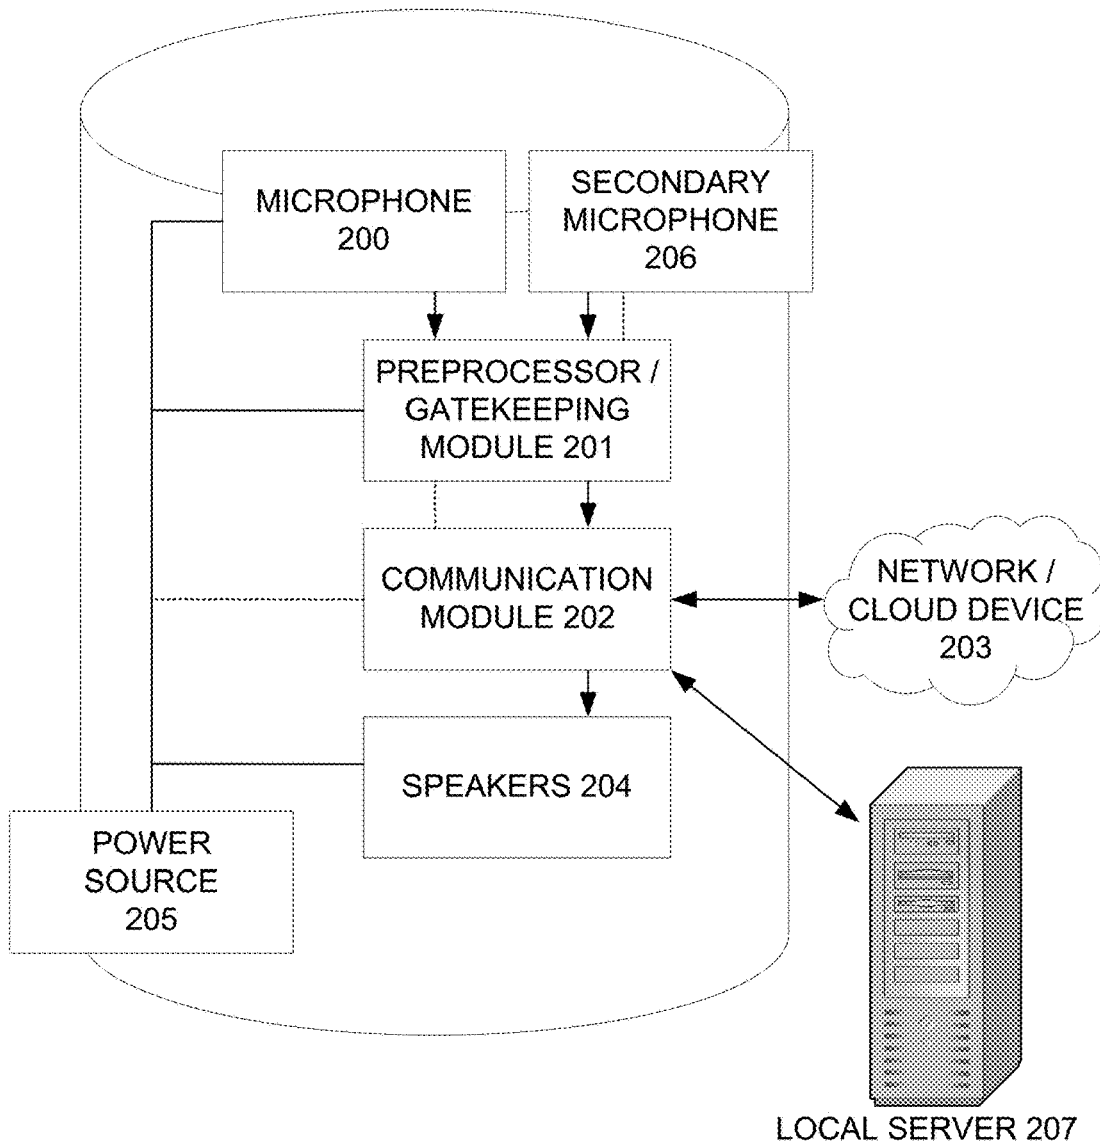 MICROPHONE
200
SECONDARY
MICROPHONE
206
PREPROCESSOR /
GATEKEEPING
MODULE 201
COMMUNICATION
MODULE 202
NETWORK /
CLOUD DEVICE
203
SPEAKERS 204
POWER
SOURCE
205
LOCAL SERVER 207